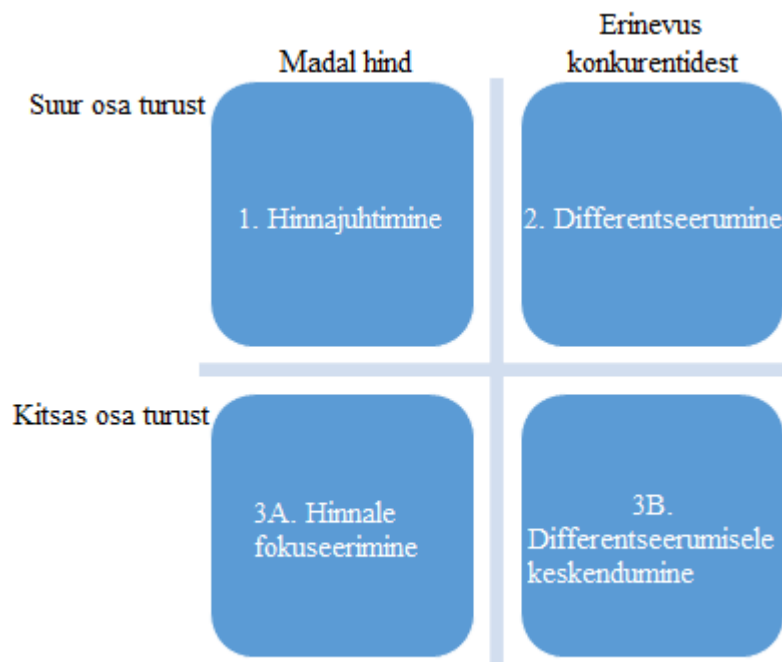 Madal hind
Erinevus
konkurentidest
Suur osa turust
1. Hinnajuhtimine
2. Differentseerumine
Kitsas osa turust
3A. Hinnale
fokuseerimine
3B.
Differentseerumisele
keskendumine